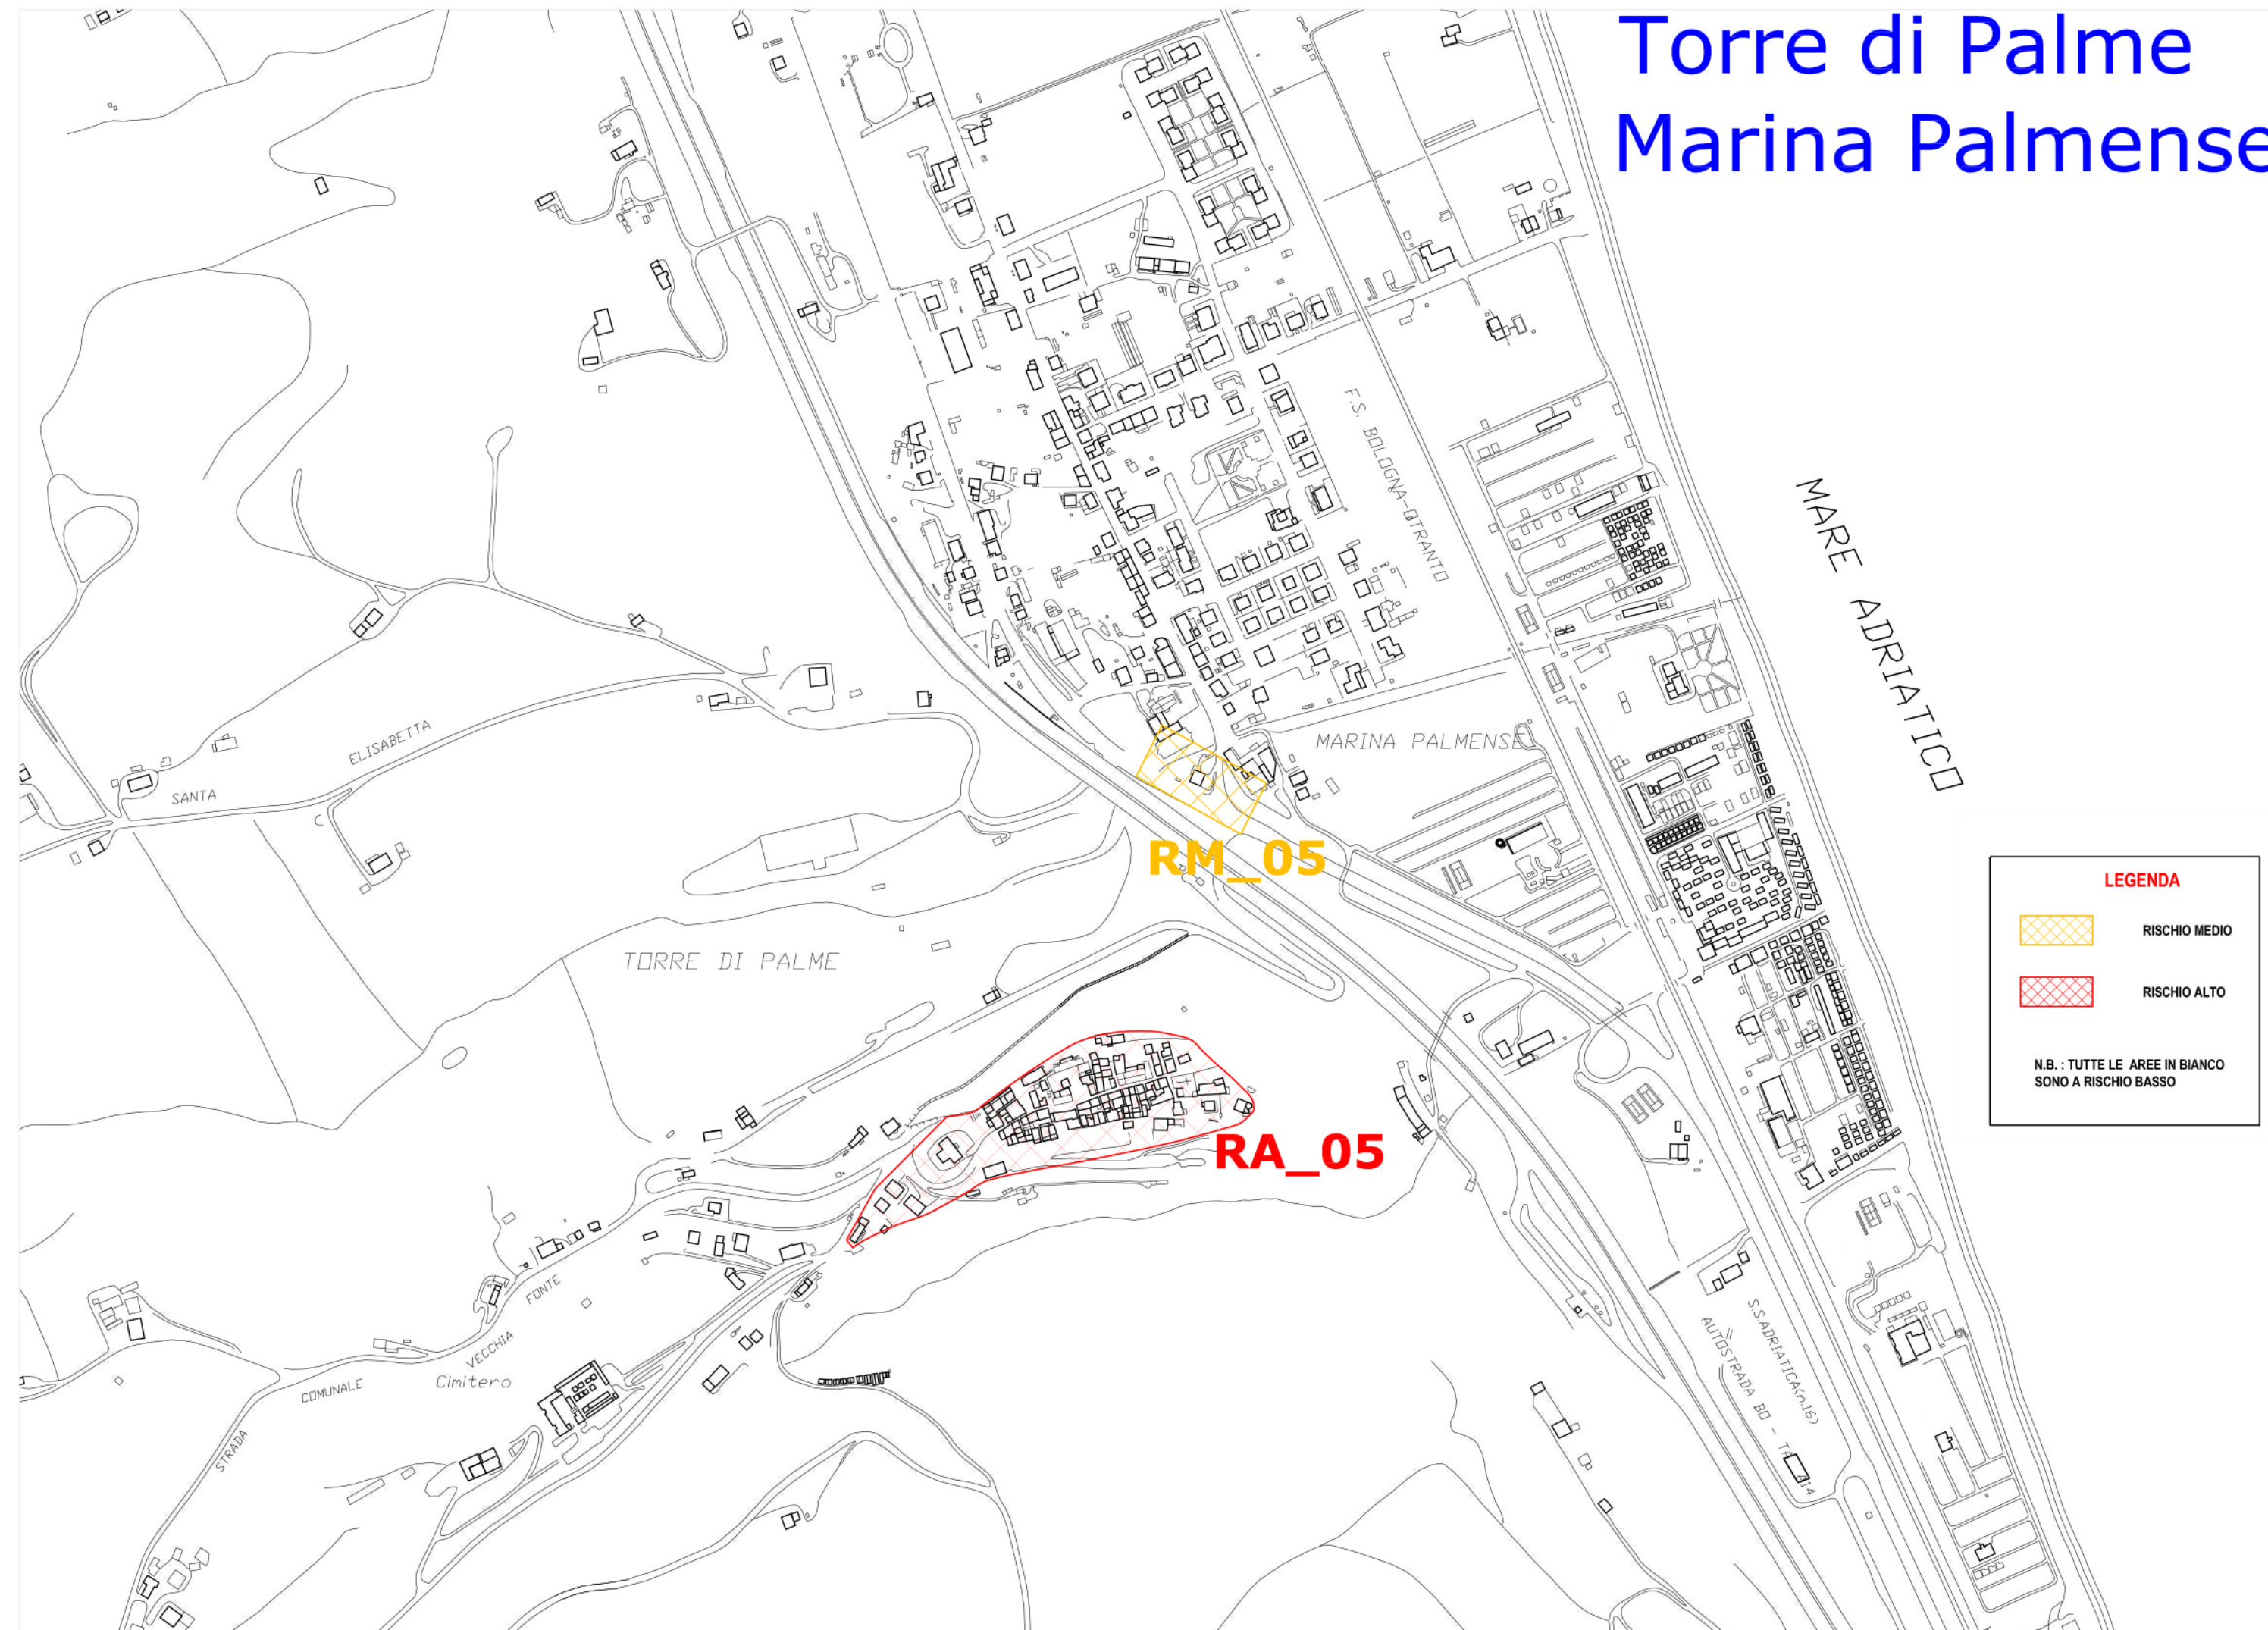 Torre di Palme
Marina Palmense
F.S. BOLOGNA-OTRANTO
MARE ADRIATICO
MARINA PALMENSE
SANTA ELISABETTA
RM_05
TORRE DI PALME
LEGENDA
RISCHIO MEDIO
RISCHIO ALTO
N.B. : TUTTE LE AREE IN BIANCO
SONO A RISCHIO BASSO
RA_05
STRADA COMUNALE VECCHIA FONTE
Cimitero
S.S.ADRIATICA(n.16)
AUTOSTRADA BO - TA A14